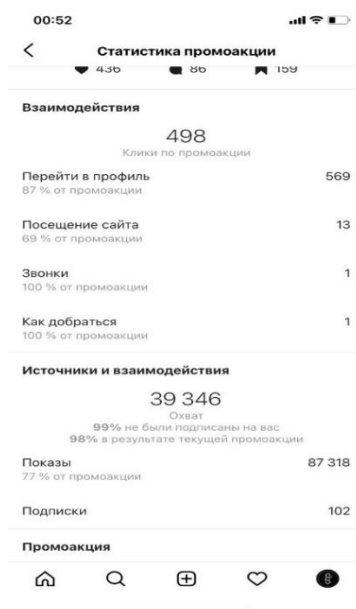 00:52
Статистика промоакции
436 86 159
Взаимодействия
498
Клики по промоакции
Перейти в профиль 569
87 % от промоакции
Посещение сайта 13
69 % от промоакции
Звонки 1
100 % от промоакции
Как добраться 1
100 % от промоакции
Источники и взаимодействия
39 346
Охват
99% не были подписаны на вас
98% в результате текущей промоакции
Показы 87 318
77 % от промоакции
Подписки 102
Промоакция